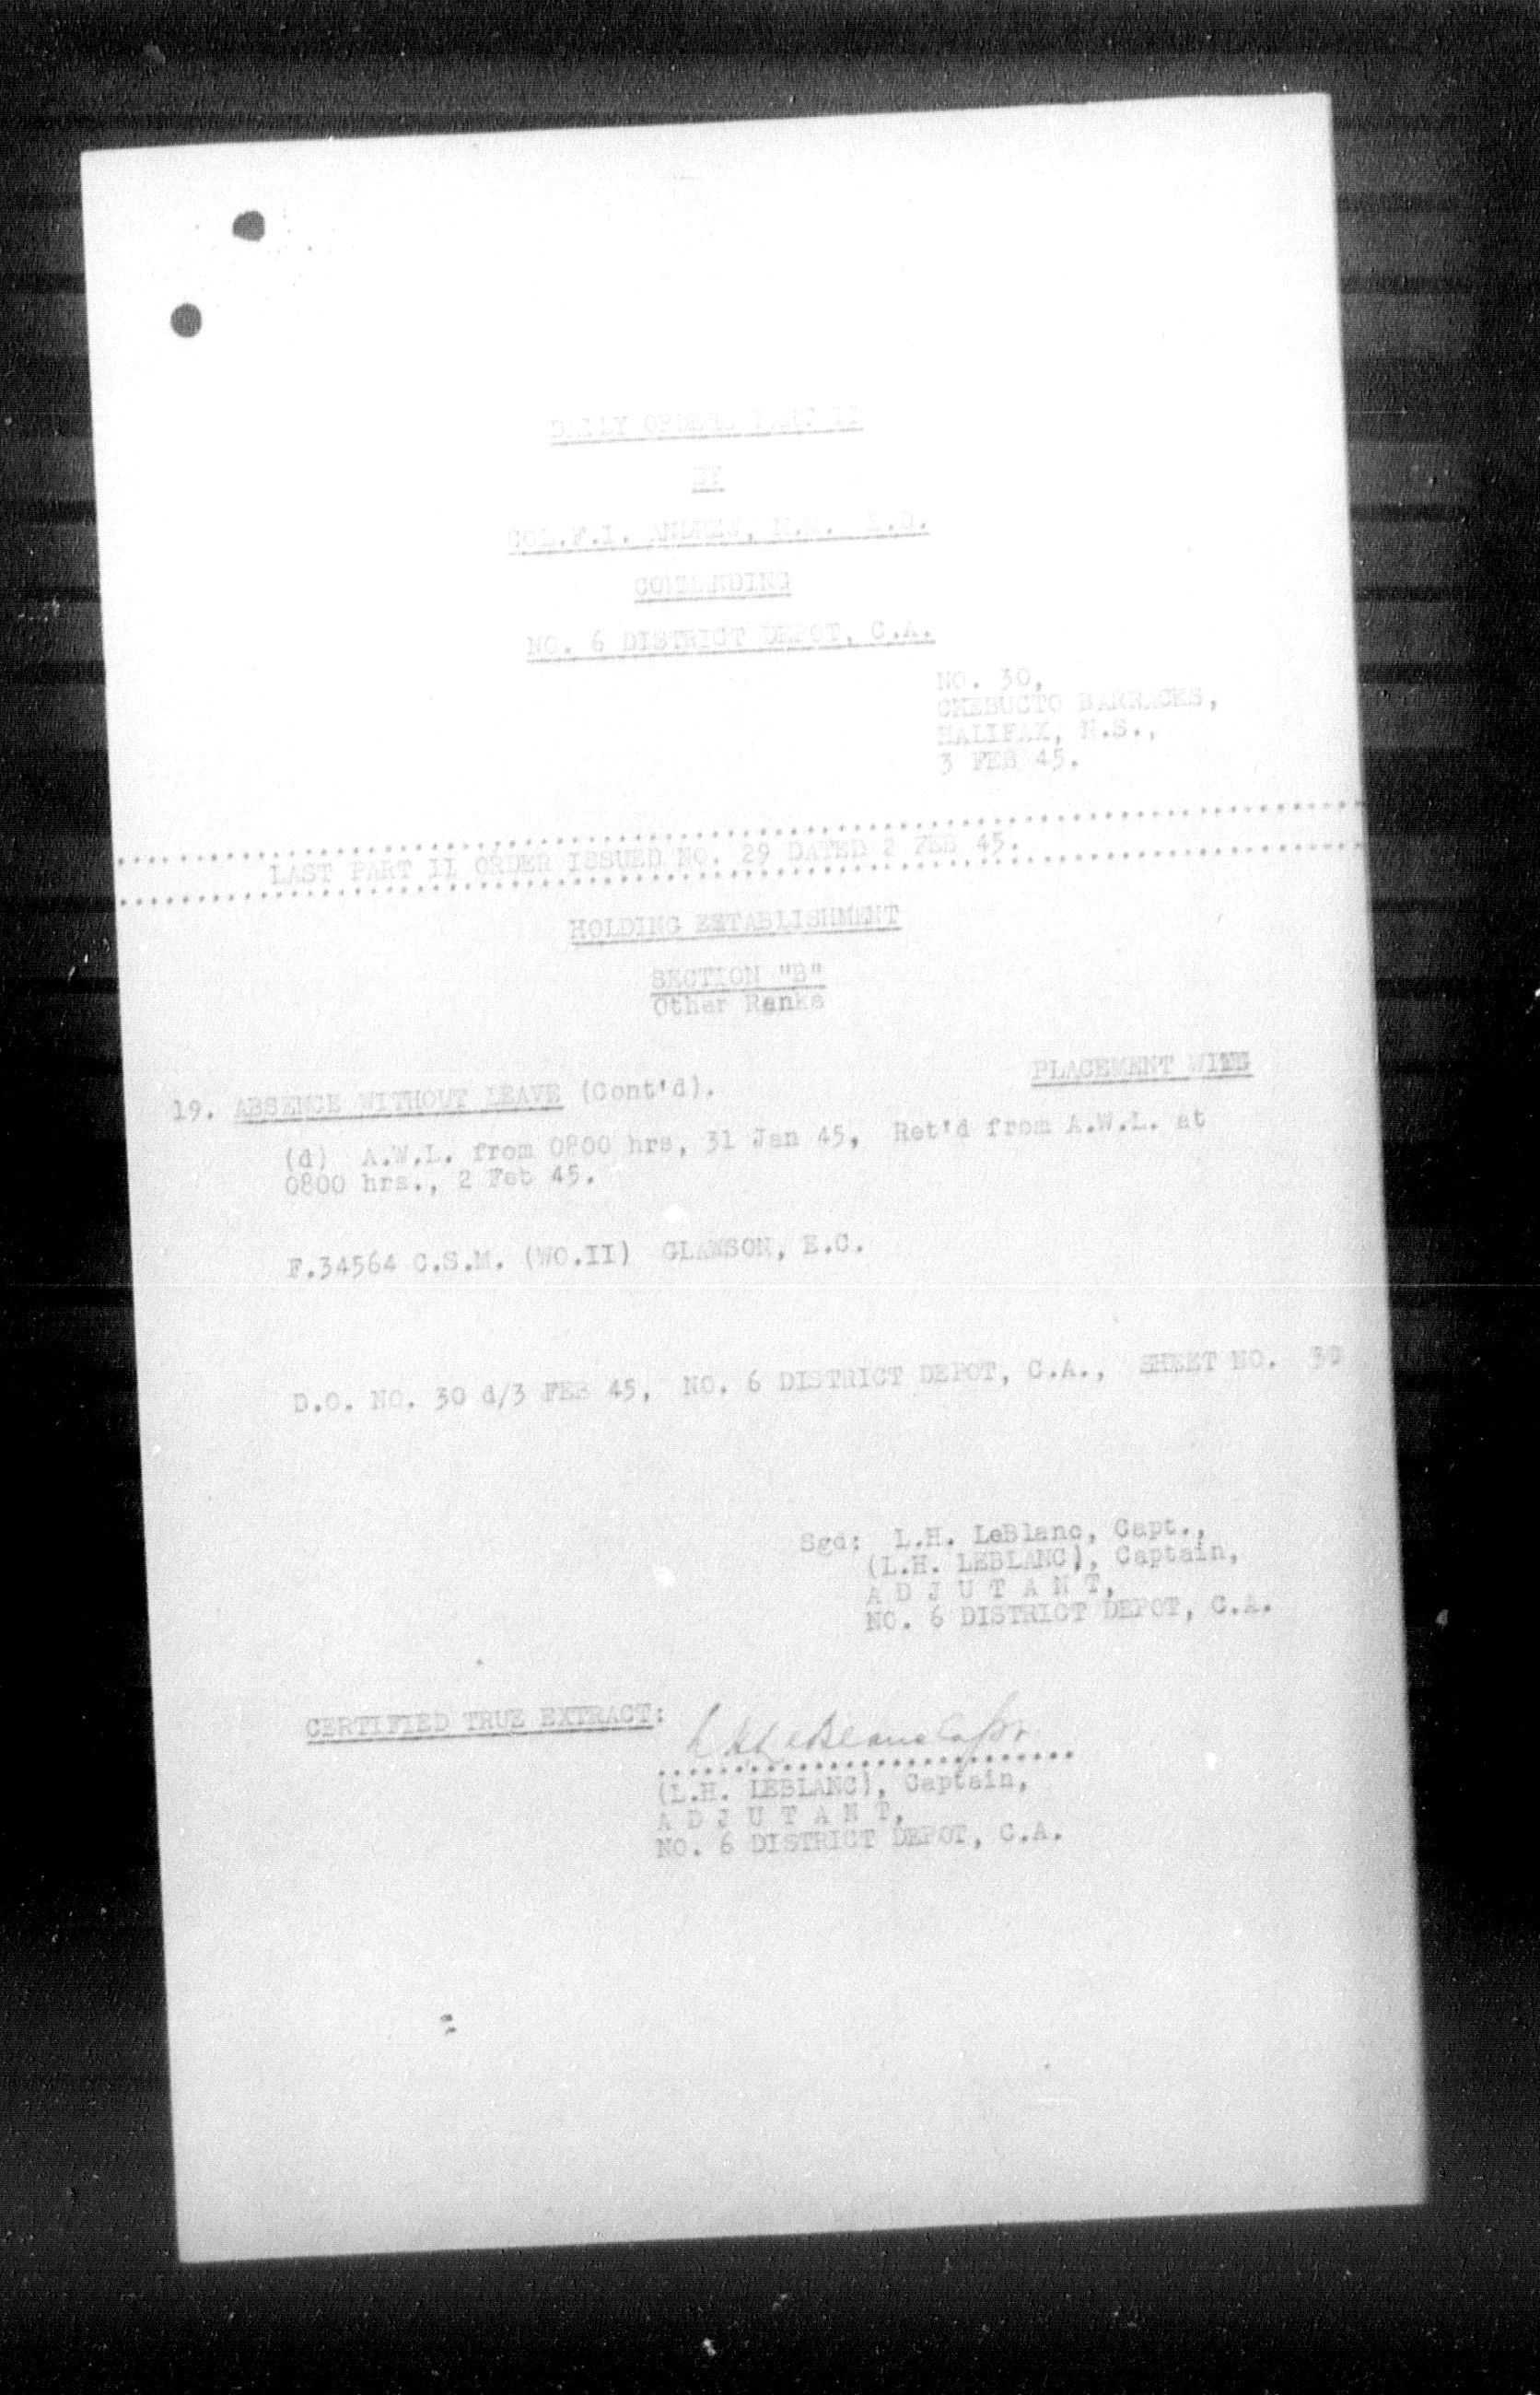 DAILY ORDERS PART II
BY
COL.F.I. ANDREW, M.M. E.D.
COMMANDING
NO. 6 DISTRICT DEPOT, C.A.
NO. 30,
CHEBUCTO BARRACKS,
HALIFAX, N.S.,
3 FEB 45.
LAST PART II ORDER ISSUED NO. 29 DATED 2 FEB 45.
HOLDING ESTABLISHMENT
SECTION "B"
Other Ranks
PLACEMENT WING
19. ABSENCE WITHOUT LEAVE (Cont'd).
(d) A.W.L. from 0800 hrs, 31 Jan 45, Ret'd from A.W.L. at
0800 hrs., 2 Feb 45.
F.34564 C.S.M. (WO.II) GLAWSON, E.C.
D.O. NO. 30 d/3 FEB 45, NO. 6 DISTRICT DEPOT, C.A., SHEET NO. 30
Sgd: L.H. LeBlanc, Capt.,
(L.H. LEBLANC), Captain,
A D J U T A N T,
NO. 6 DISTRICT DEPOT, C.A.
CERTIFIED TRUE EXTRACT: L H LeBlanc Capt
(L.H. LEBLANC), Captain,
A D J U T A N T,
NO. 6 DISTRICT DEPOT, C.A.